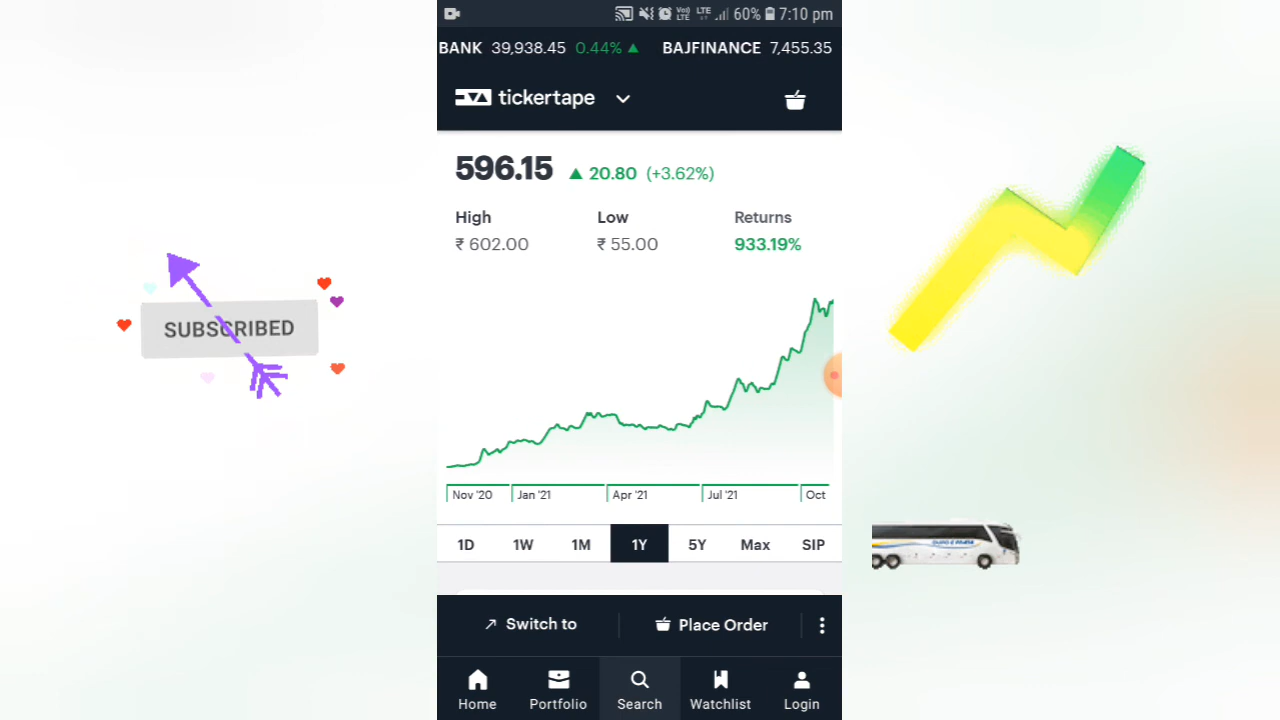 60% 7:10 pm
BANK 39,938.45 0.44% ▲ BAJFINANCE 7,455.35
tickertape
596.15 ▲ 20.80 (+3.62%)
High Low Returns
₹ 602.00 ₹ 55.00 933.19%
SUBSCRIBED
Nov '20 Jan '21 Apr '21 Jul '21 Oct
1D 1W 1M 1Y 5Y Max SIP
Switch to Place Order
Home Portfolio Search Watchlist Login